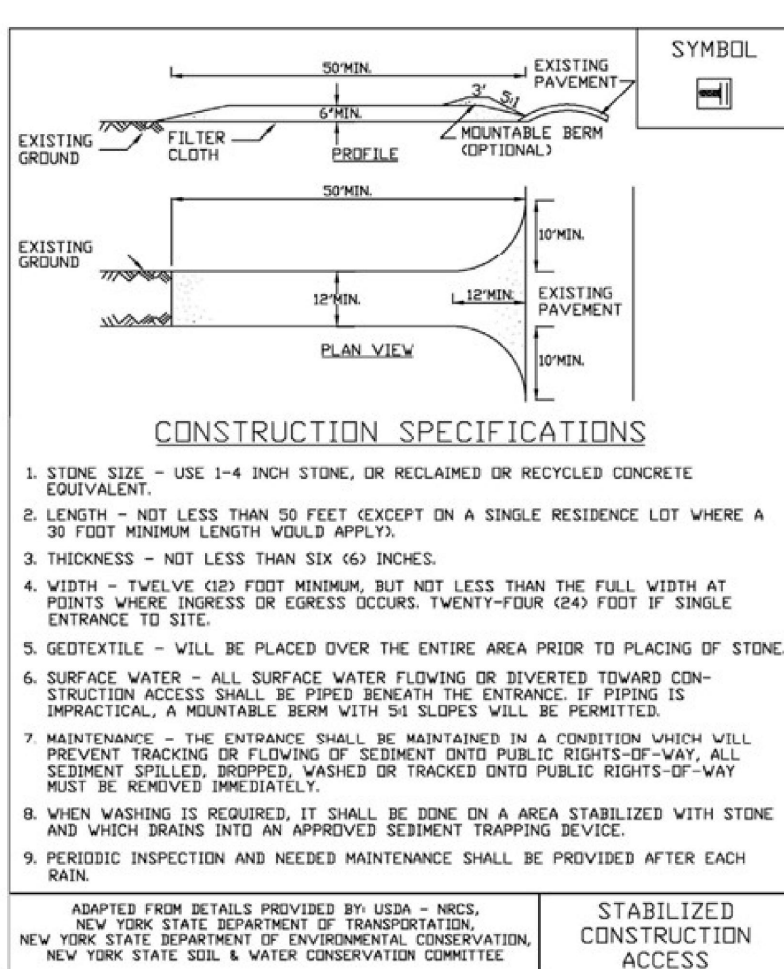 SYMBOL
50'MIN.
EXISTING
PAVEMENT
3'
5:1
6"MIN.
EXISTING
GROUND
FILTER
CLOTH
PROFILE
MOUNTABLE BERM
(OPTIONAL)
50'MIN.
EXISTING
GROUND
10'MIN.
12'MIN.
12'MIN.
EXISTING
PAVEMENT
PLAN VIEW
10'MIN.
CONSTRUCTION SPECIFICATIONS
1. STONE SIZE - USE 1-4 INCH STONE, OR RECLAIMED OR RECYCLED CONCRETE
EQUIVALENT.
2. LENGTH - NOT LESS THAN 50 FEET (EXCEPT ON A SINGLE RESIDENCE LOT WHERE A
30 FOOT MINIMUM LENGTH WOULD APPLY).
3. THICKNESS - NOT LESS THAN SIX (6) INCHES.
4. WIDTH - TWELVE (12) FOOT MINIMUM, BUT NOT LESS THAN THE FULL WIDTH AT
POINTS WHERE INGRESS OR EGRESS OCCURS. TWENTY-FOUR (24) FOOT IF SINGLE
ENTRANCE TO SITE.
5. GEOTEXTILE - WILL BE PLACED OVER THE ENTIRE AREA PRIOR TO PLACING OF STONE.
6. SURFACE WATER - ALL SURFACE WATER FLOWING OR DIVERTED TOWARD CON-
STRUCTION ACCESS SHALL BE PIPED BENEATH THE ENTRANCE. IF PIPING IS
IMPRACTICAL, A MOUNTABLE BERM WITH 5:1 SLOPES WILL BE PERMITTED.
7. MAINTENANCE - THE ENTRANCE SHALL BE MAINTAINED IN A CONDITION WHICH WILL
PREVENT TRACKING OR FLOWING OF SEDIMENT ONTO PUBLIC RIGHTS-OF-WAY, ALL
SEDIMENT SPILLED, DROPPED, WASHED OR TRACKED ONTO PUBLIC RIGHTS-OF-WAY
MUST BE REMOVED IMMEDIATELY.
8. WHEN WASHING IS REQUIRED, IT SHALL BE DONE ON A AREA STABILIZED WITH STONE
AND WHICH DRAINS INTO AN APPROVED SEDIMENT TRAPPING DEVICE.
9. PERIODIC INSPECTION AND NEEDED MAINTENANCE SHALL BE PROVIDED AFTER EACH
RAIN.
ADAPTED FROM DETAILS PROVIDED BY: USDA - NRCS,
NEW YORK STATE DEPARTMENT OF TRANSPORTATION,
NEW YORK STATE DEPARTMENT OF ENVIRONMENTAL CONSERVATION,
NEW YORK STATE SOIL & WATER CONSERVATION COMMITTEE
STABILIZED
CONSTRUCTION
ACCESS